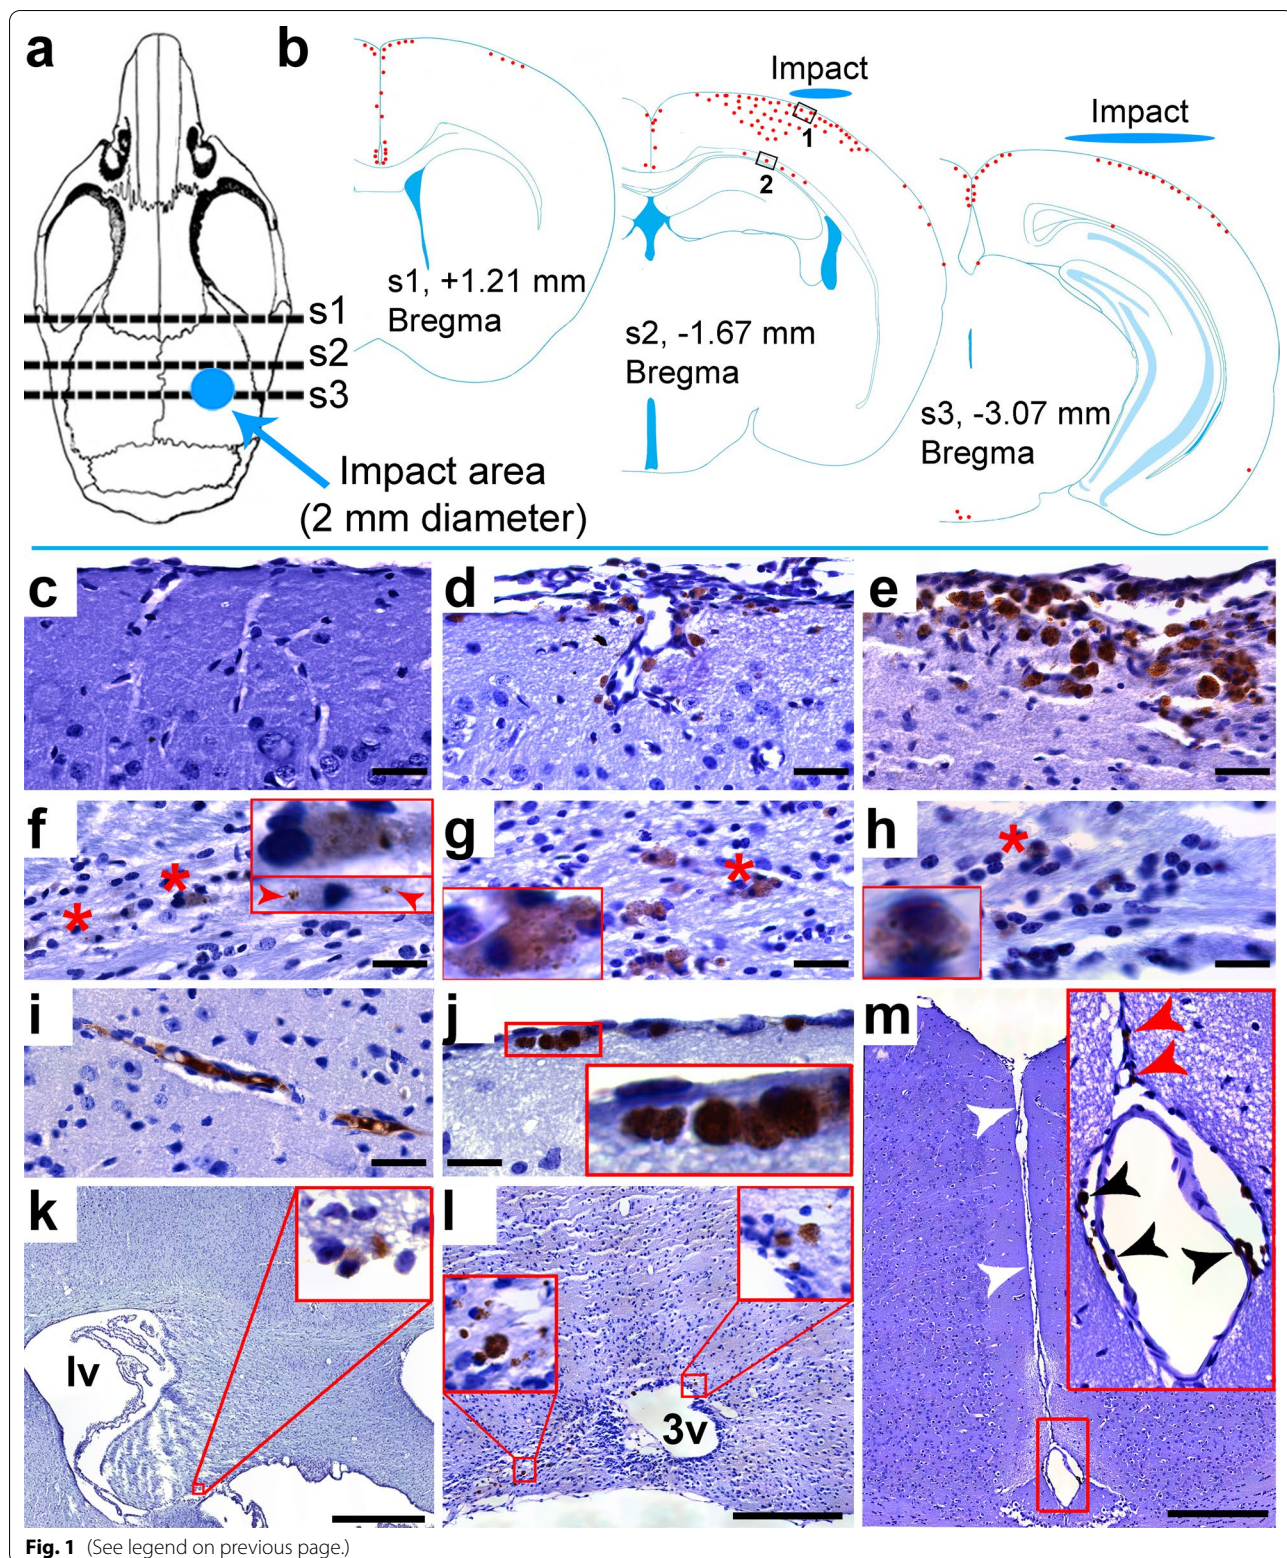 a
b
Impact
Impact
1
2
s1, +1.21 mm
Bregma
s2, -1.67 mm
Bregma
s3, -3.07 mm
Bregma
s1
s2
s3
Impact area
(2 mm diameter)
c
d
e
f
*
*
g
*
h
*
i
j
m
k
lv
l
3v
Fig. 1 (See legend on previous page.)